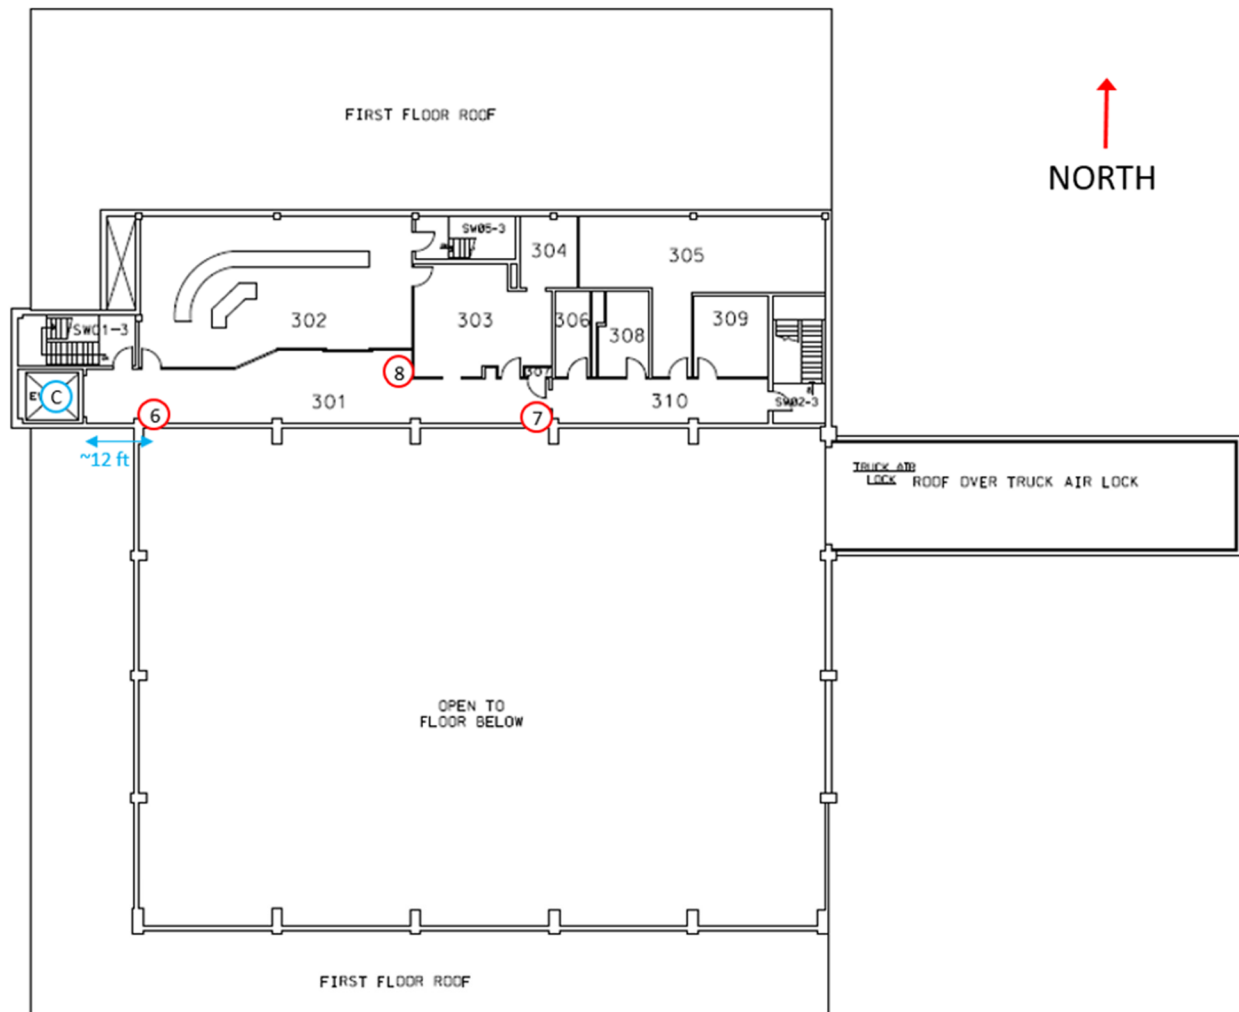 FIRST FLOOR ROOF
NORTH
SW05-3
304
305
302
303
306
308
309
SW01-3
307
8
C
301
310
SW02-3
6
7
~12 ft
TRUCK AIR
LOCK
ROOF OVER TRUCK AIR LOCK
OPEN TO
FLOOR BELOW
FIRST FLOOR ROOF